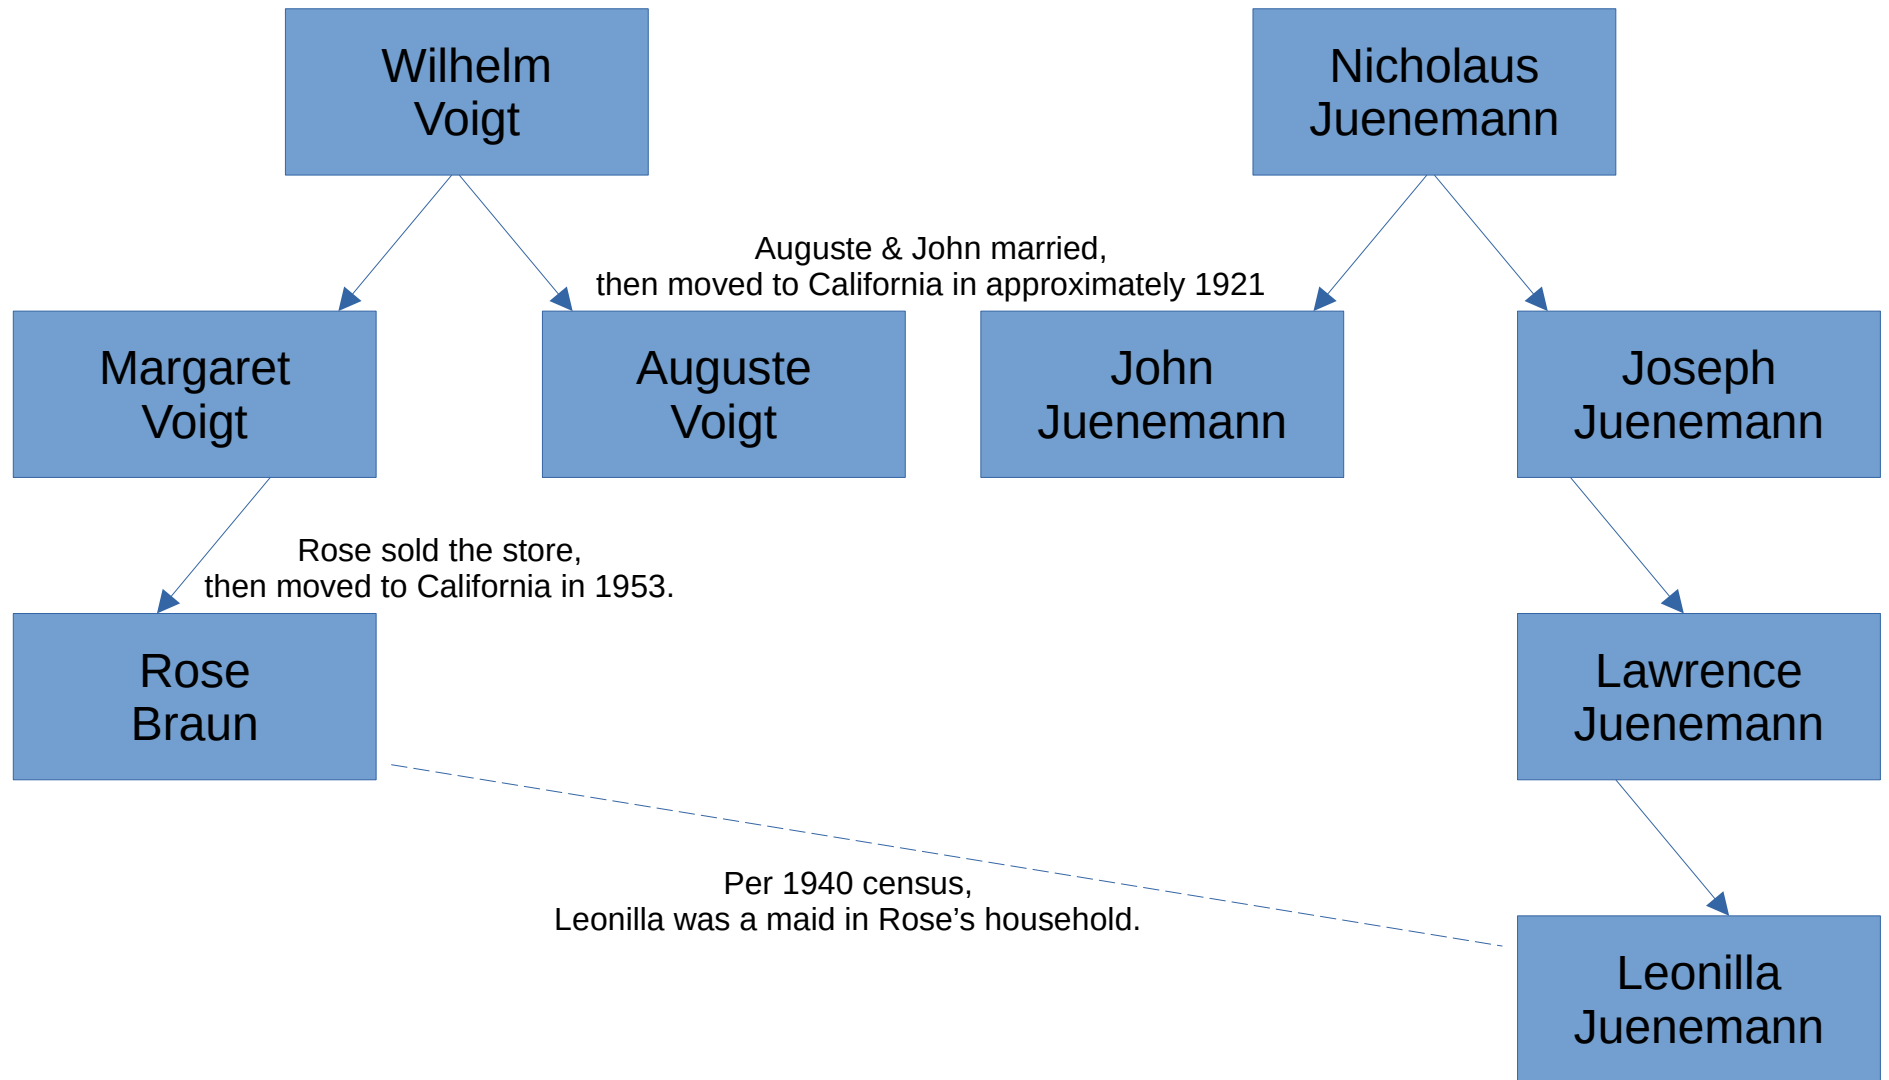 Wilhelm
Voigt
Nicholaus
Juenemann
Auguste & John married,
then moved to California in approximately 1921
Margaret
Voigt
Auguste
Voigt
John
Juenemann
Joseph
Juenemann
Rose sold the store,
then moved to California in 1953.
Rose
Braun
Lawrence
Juenemann
Per 1940 census,
Leonilla was a maid in Rose’s household.
Leonilla
Juenemann